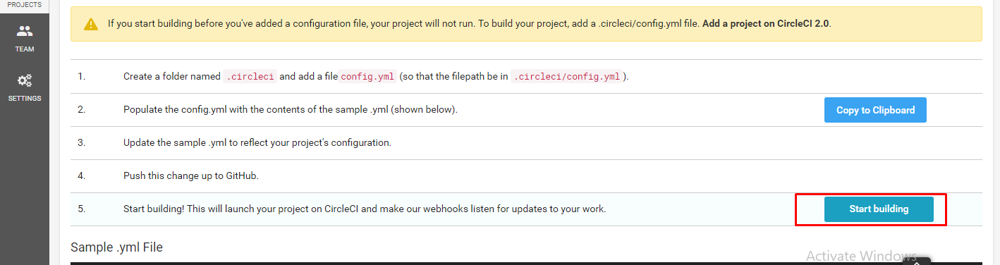 PROJECTS
If you start building before you've added a configuration file, your project will not run. To build your project, add a .circleci/config.yml file. Add a project on CircleCI 2.0.
TEAM
1. Create a folder named .circleci and add a file config.yml (so that the filepath be in .circleci/config.yml ).
SETTINGS
2. Populate the config.yml with the contents of the sample .yml (shown below). Copy to Clipboard
3. Update the sample .yml to reflect your project's configuration.
4. Push this change up to GitHub.
5. Start building! This will launch your project on CircleCI and make our webhooks listen for updates to your work. Start building
Sample .yml File
Activate Windows